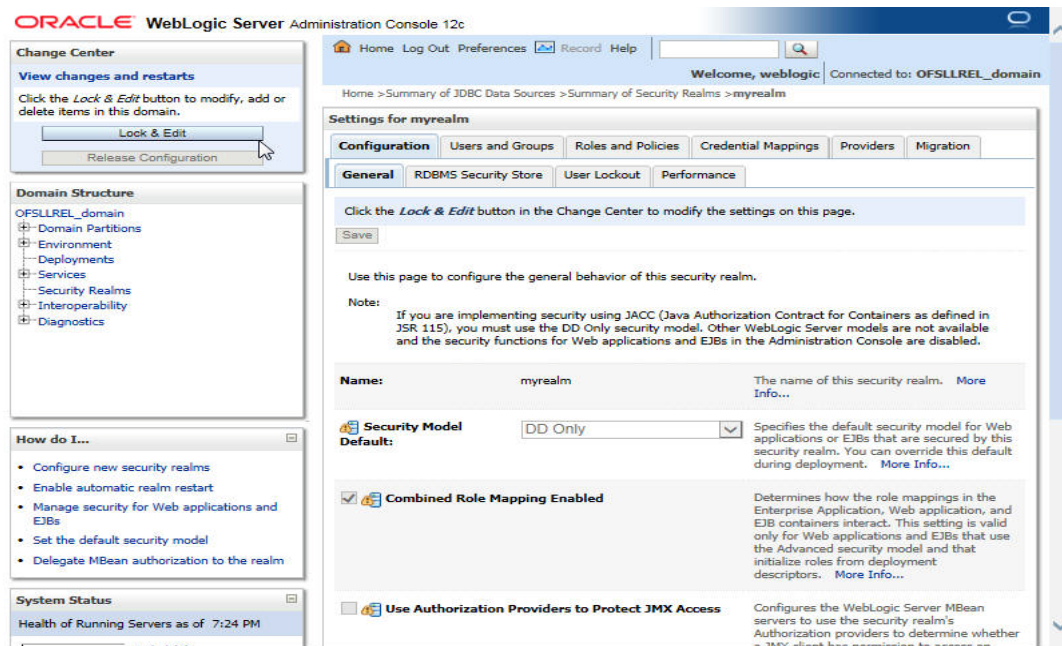 ORACLE WebLogic Server Administration Console 12c
Change Center
View changes and restarts
Click the Lock & Edit button to modify, add or
delete items in this domain.
Lock & Edit
Release Configuration
Domain Structure
OFSLLREL_domain
Domain Partitions
Environment
Deployments
Services
Security Realms
Interoperability
Diagnostics
How do I...
• Configure new security realms
• Enable automatic realm restart
• Manage security for Web applications and
EJBs
• Set the default security model
• Delegate MBean authorization to the realm
System Status
Health of Running Servers as of 7:24 PM
Home Log Out Preferences Record Help
Welcome, weblogic Connected to: OFSLLREL_domain
Home >Summary of JDBC Data Sources >Summary of Security Realms >myrealm
Settings for myrealm
Configuration Users and Groups Roles and Policies Credential Mappings Providers Migration
General RDBMS Security Store User Lockout Performance
Click the Lock & Edit button in the Change Center to modify the settings on this page.
Save
Use this page to configure the general behavior of this security realm.
Note:
If you are implementing security using JACC (Java Authorization Contract for Containers as defined in
JSR 115), you must use the DD Only security model. Other WebLogic Server models are not available
and the security functions for Web applications and EJBs in the Administration Console are disabled.
Name: myrealm The name of this security realm. More
Info...
Security Model
Default:
DD Only
Specifies the default security model for Web
applications or EJBs that are secured by this
security realm. You can override this default
during deployment. More Info...
Combined Role Mapping Enabled
Determines how the role mappings in the
Enterprise Application, Web application, and
EJB containers interact. This setting is valid
only for Web applications and EJBs that use
the Advanced security model and that
initialize roles from deployment
descriptors. More Info...
Use Authorization Providers to Protect JMX Access
Configures the WebLogic Server MBean
servers to use the security realm's
Authorization providers to determine whether
a JMX client has permission to access an